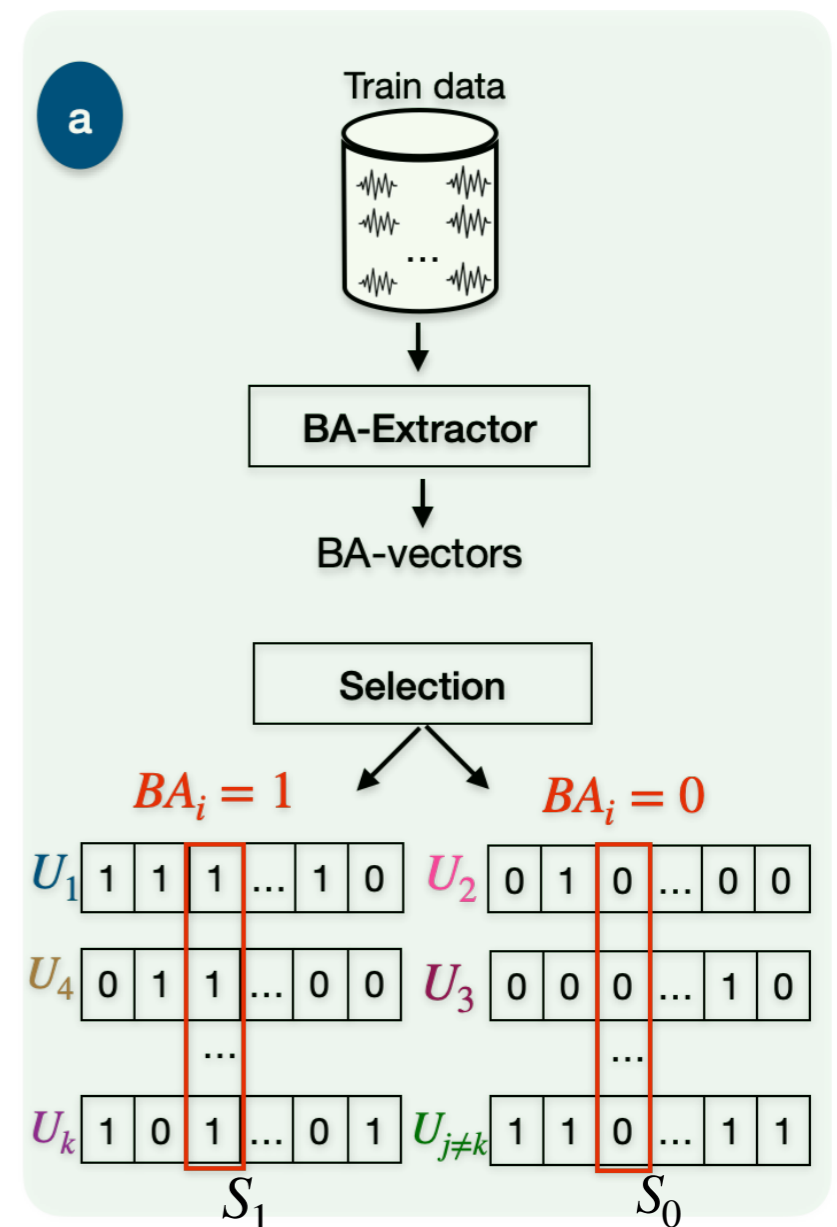 a
Train data
...
BA-Extractor
BA-vectors
Selection
BA_i = 1 BA_i = 0
U_1 1 1 1 ... 1 0 U_2 0 1 0 ... 0 0
U_4 0 1 1 ... 0 0 U_3 0 0 0 ... 1 0
... ...
U_k 1 0 1 ... 0 1 U_{j≠k} 1 1 0 ... 1 1
S_1 S_0